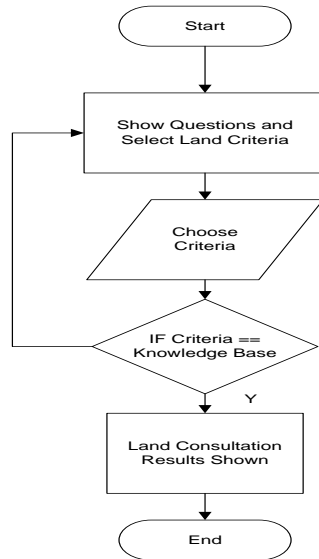 Start
Show Questions and
Select Land Criteria
Choose
Criteria
IF Criteria ==
Knowledge Base
Y
Land Consultation
Results Shown
End